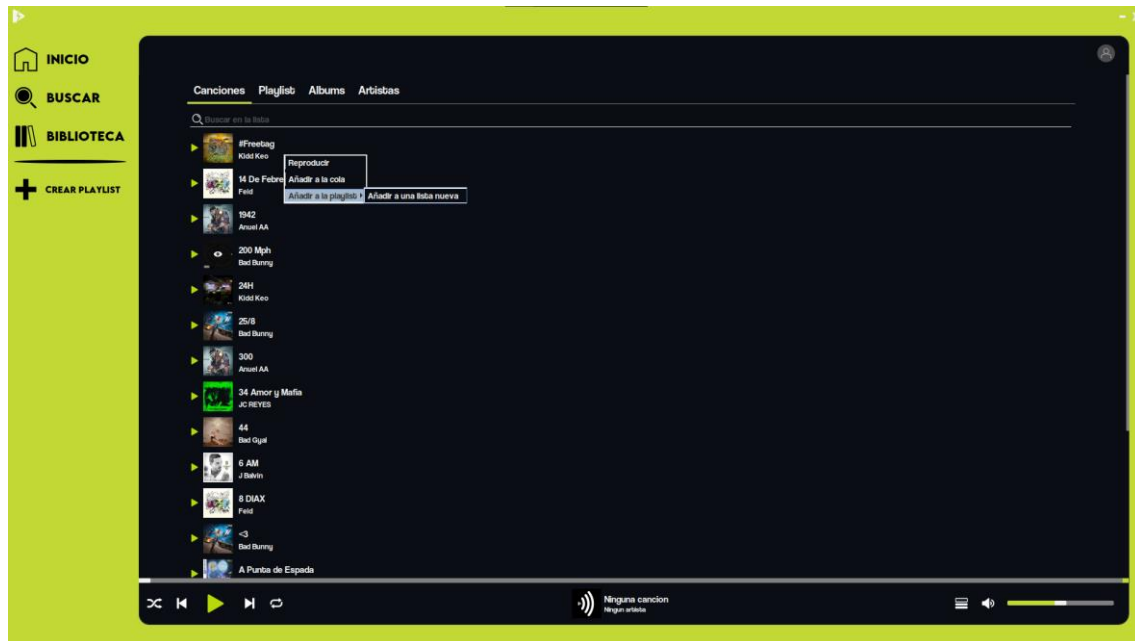 INICIO
BUSCAR
BIBLIOTECA
CREAR PLAYLIST
Canciones Playlist Albums Artistas
Buscar en la lista
#Freetag
Kidd Keo
Reproducir
Añadir a la cola
Añadir a la playlist Añadir a una lista nueva
14 De Febre
Feid
1942
Anuel AA
200 Mph
Bad Bunny
24H
Kidd Keo
25/8
Bad Bunny
300
Anuel AA
34 Amor y Mafia
JC REYES
44
Bad Gyal
6 AM
J Balvin
8 DIAX
Feid
<3
Bad Bunny
A Punta de Espada
Ninguna cancion
Ningun artista